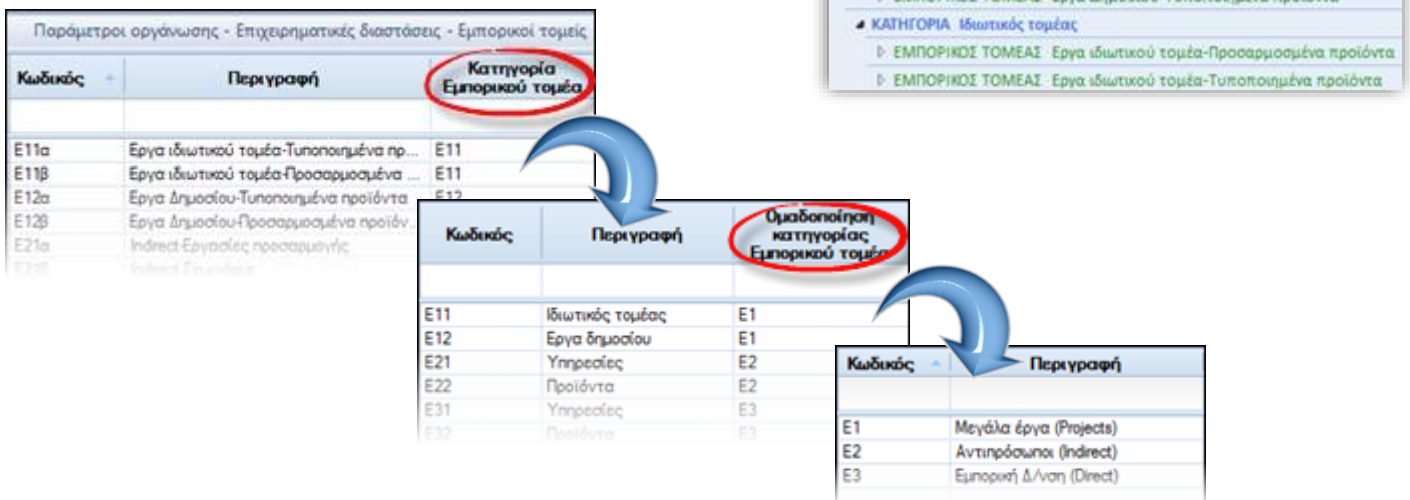 Παράμετροι οργάνωσης - Επιχειρηματικές διαστάσεις - Εμπορικοί τομείς
Κωδικός Περιγραφή Κατηγορία Εμπορικού τομέα
Ε11α Εργα ιδιωτικού τομέα-Τυποποιημένα πρ... Ε11
Ε11β Εργα ιδιωτικού τομέα-Προσαρμοσμένα ... Ε11
Ε12α Εργα Δημοσίου-Τυποποιημένα προϊόντα Ε12
Ε12β Εργα Δημοσίου-Προσαρμοσμένα προϊόν...
Ε21α Indirect-Εργασίες προσαρμογής
ΚΑΤΗΓΟΡΙΑ Ιδιωτικός τομέας
ΕΜΠΟΡΙΚΟΣ ΤΟΜΕΑΣ Εργα ιδιωτικού τομέα-Προσαρμοσμένα προϊόντα
ΕΜΠΟΡΙΚΟΣ ΤΟΜΕΑΣ Εργα ιδιωτικού τομέα-Τυποποιημένα προϊόντα
Κωδικός Περιγραφή Ομαδοποίηση κατηγορίας Εμπορικού τομέα
Ε11 Ιδιωτικός τομέας Ε1
Ε12 Εργα δημοσίου Ε1
Ε21 Υπηρεσίες Ε2
Ε22 Προϊόντα Ε2
Ε31 Υπηρεσίες Ε3
Ε32 Προϊόντα Ε3
Κωδικός Περιγραφή
Ε1 Μεγάλα έργα (Projects)
Ε2 Αντιπρόσωποι (Indirect)
Ε3 Εμπορική Δ/νση (Direct)